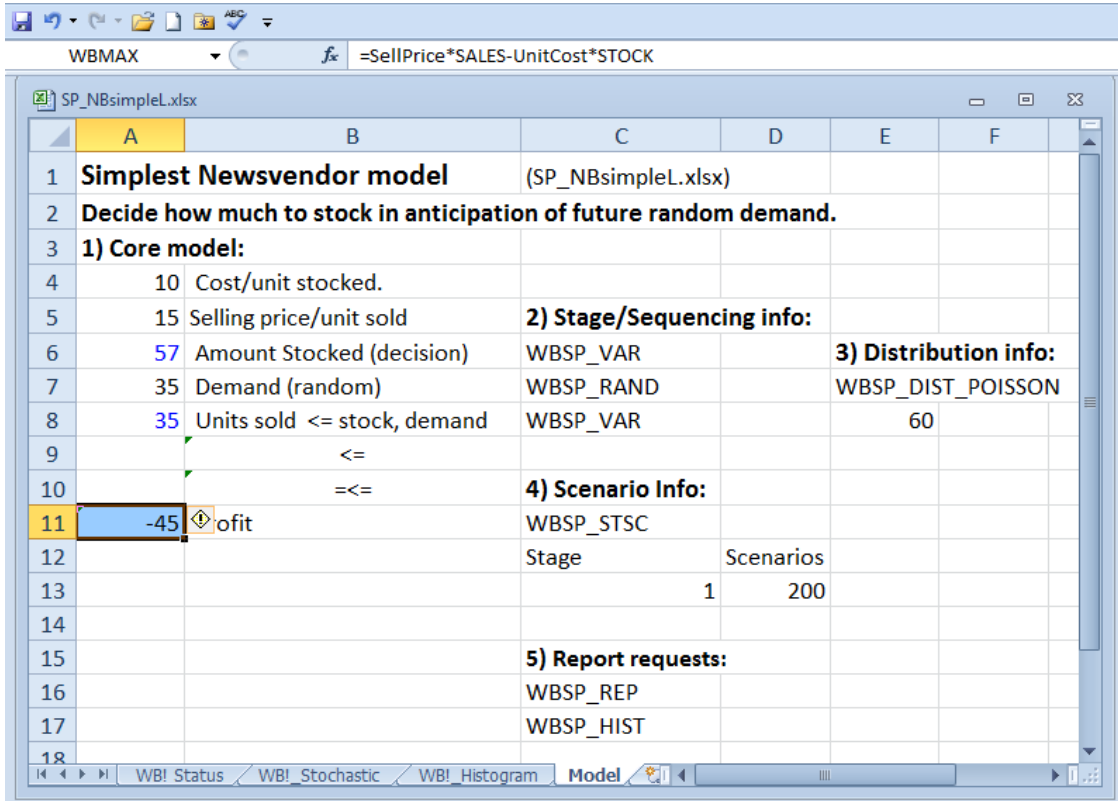 ABC
WBMAX fx =SellPrice*SALES-UnitCost*STOCK
SP_NBsimpleL.xlsx
A B C D E F
1 Simplest Newsvendor model (SP_NBsimpleL.xlsx)
2 Decide how much to stock in anticipation of future random demand.
3 1) Core model:
4 10 Cost/unit stocked.
5 15 Selling price/unit sold 2) Stage/Sequencing info:
6 57 Amount Stocked (decision) WBSP_VAR 3) Distribution info:
7 35 Demand (random) WBSP_RAND WBSP_DIST_POISSON
8 35 Units sold <= stock, demand WBSP_VAR 60
9 <=
10 =<= 4) Scenario Info:
11 -45 ofit WBSP_STSC
12 Stage Scenarios
13 1 200
14
15 5) Report requests:
16 WBSP_REP
17 WBSP_HIST
18
WB! Status WB!_Stochastic WB!_Histogram Model